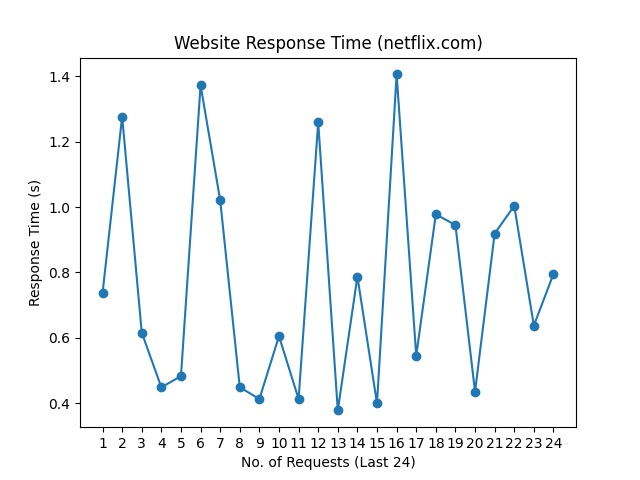 Website Response Time (netflix.com)
Response Time (s)
1.4
1.2
1.0
0.8
0.6
0.4
1 2 3 4 5 6 7 8 9 10 11 12 13 14 15 16 17 18 19 20 21 22 23 24
No. of Requests (Last 24)